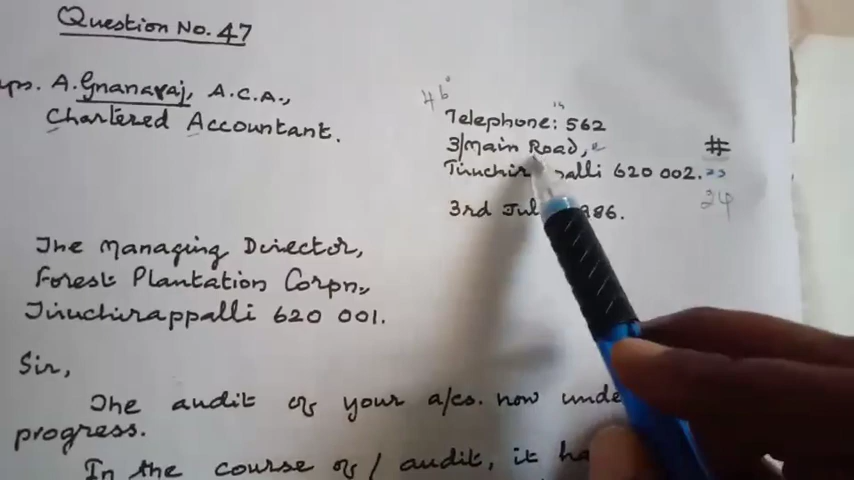 Question No. 47
A. Gnanaraj, A.C.A.,
Chartered Accountant.
Telephone: 562
3/Main Road,
620 002.
3rd
#
24
The Managing Director,
Forest Plantation Corpn.,
Tiruchirappalli 620 001.
Sir,
The audit of your a/cs. now
progress.
In the course of / audit, it